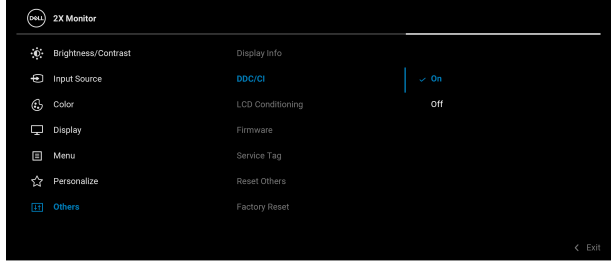 DELL 2X Monitor
Brightness/Contrast Display Info
Input Source DDC/CI On
Color LCD Conditioning Off
Display Firmware
Menu Service Tag
Personalize Reset Others
Others Factory Reset
Exit